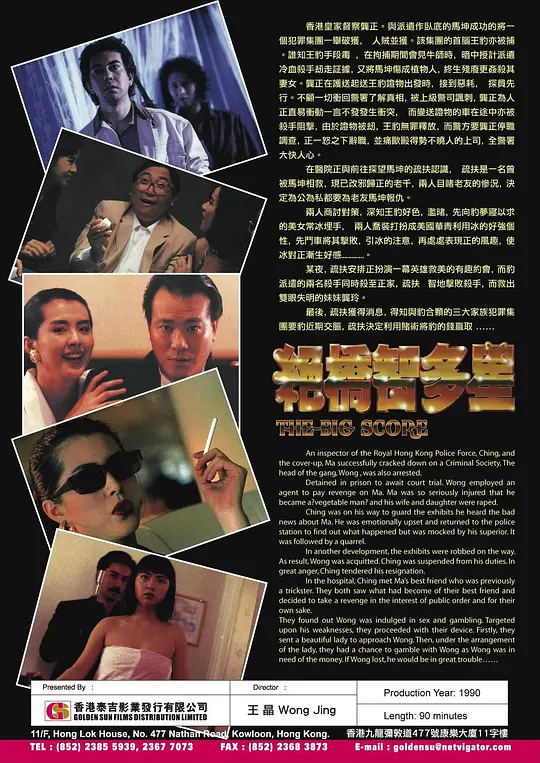 香港皇家督察龔正。與派遣作臥底的馬坤成功的將一
個犯罪集團一舉破獲, 人贓並獲。該集團的首腦王豹亦被捕
。誰知王豹手段毒 , 在拘捕期間會見牛師時, 暗中授計派遣
冷血殺手刧走証據, 又將馬坤傷成植物人, 終生殘廢更姦殺其
妻女。龔正在護送起送王豹證物出發時, 接到惡耗, 探員先
行。不顧一切衝回警署了解真相, 被上級警司諷刺, 龔正為人
正直易衝動一言不發發生衝突, 而變送證物的車在途中亦被
殺手阻擊, 由於證物被刧, 王豹無罪釋放, 而警方要龔正停職
調查, 正一怒之下辭職, 並痛歐毆得勢不曉人的上司, 全警署
大快人心。
在醫院正與前往探望馬坤的疏扶認識, 疏扶是一名曾
被馬坤相救, 現已改邪歸正的老千, 兩人目賭老友的慘況, 決
定為公為私都要為老友馬坤報仇。
兩人商討對策, 深知王豹好色, 濫賭, 先向豹夢寢以求
的美女常冰埋手, 兩人喬裝打扮成美國華青利用冰的好強個
性, 先鬥車將其擊敗, 引冰的注意, 再處處表現正的風趣, 使
冰對正漸生好感............。
某夜, 疏扶安排正扮演一幕英雄救美的有趣約會, 而豹
派遣的兩名殺手同時殺至正家, 疏扶 智地擊敗殺手, 而救出
雙眼失明的妹妹龔玲。
最後, 疏扶獲得消息, 得知與豹合顆的三大家族犯罪集
團要豹近期交賑, 疏扶決定利用賭術將豹的錢贏取 ......
絕橋智多星
THE BIG SCORE
An inspector of the Royal Hong Kong Police Force, Ching, and
the cover-up, Ma successfully cracked down on a Criminal Society, The
head of the gang, Wong , was also arrested.
Detained in prison to await court trial. Wong employed an
agent to pay revenge on Ma. Ma was so seriously injured that he
became a?vegetable man? and his wife and daughter were raped.
Ching was on his way to guard the exhibits he heard the bad
news about Ma. He was emotionally upset and returned to the police
station to find out what happened but was mocked by his superior. It
was followed by a quarrel.
In another development, the exhibits were robbed on the way.
As result, Wong was acquitted. Ching was suspended from his duties. In
great anger, Ching tendered his resignation.
In the hospital, Ching met Ma's best friend who was previously
a trickster. They both saw what had become of their best friend and
decided to take a revenge in the interest of public order and for their
own sake.
They found out Wong was indulged in sex and gambling. Targeted
upon his weaknesses, they proceeded with their device. Firstly, they
sent a beautiful lady to approach Wong. Then, under the arrangement
of the lady, they had a chance to gamble with Wong as Wong was in
need of the money. If Wong lost, he would be in great trouble......
Presented By :
香港泰吉影業發行有限公司
GOLDEN SUN FILMS DISTRIBUTION LIMITED
Director :
王 晶 Wong Jing
Production Year: 1990
Length: 90 minutes
11/F, Hong Lok House, No. 477 Nathan Road, Kowloon, Hong Kong. 香港九龍彌敦道477號康樂大廈11字樓
TEL : (852) 2385 5939, 2367 7073 FAX : (852) 2368 3873 E-mail : goldensu@netvigator.com